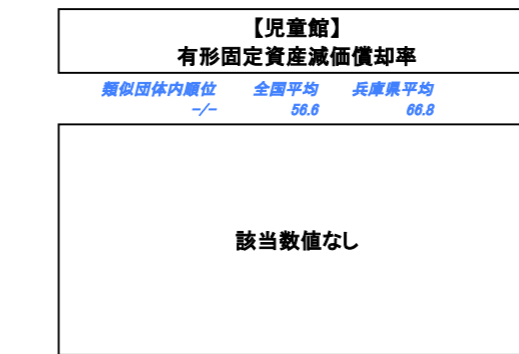 【児童館】
有形固定資産減価償却率
類似団体内順位 全国平均 兵庫県平均
-/- 56.6 66.8
該当数値なし